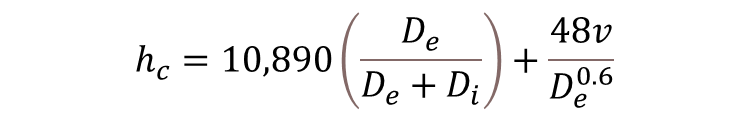 h_c = 10,890 (D_e / (D_e + D_i)) + 48v / D_e^0.6